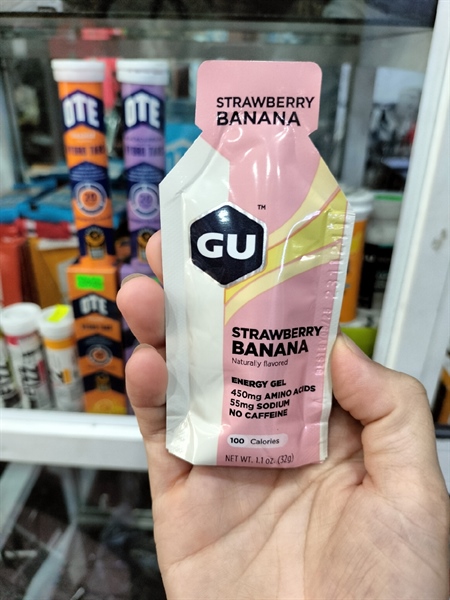 STRAWBERRY
BANANA
™
GU
STRAWBERRY
BANANA
Naturally flavored
ENERGY GEL
450mg AMINO ACIDS
55mg SODIUM
NO CAFFEINE
100 Calories
NET WT. 1.1 oz. (32g)
OTE
OTE
OTE